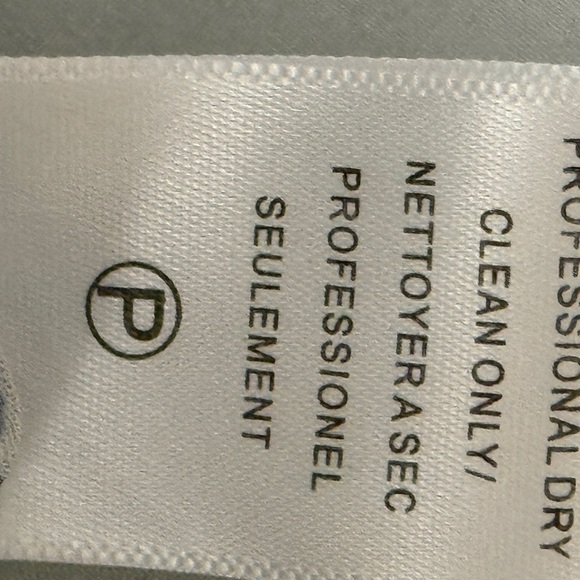 PROFESSIONAL DRY
CLEAN ONLY/
NETTOYER A SEC
PROFESSIONEL
SEULEMENT
P